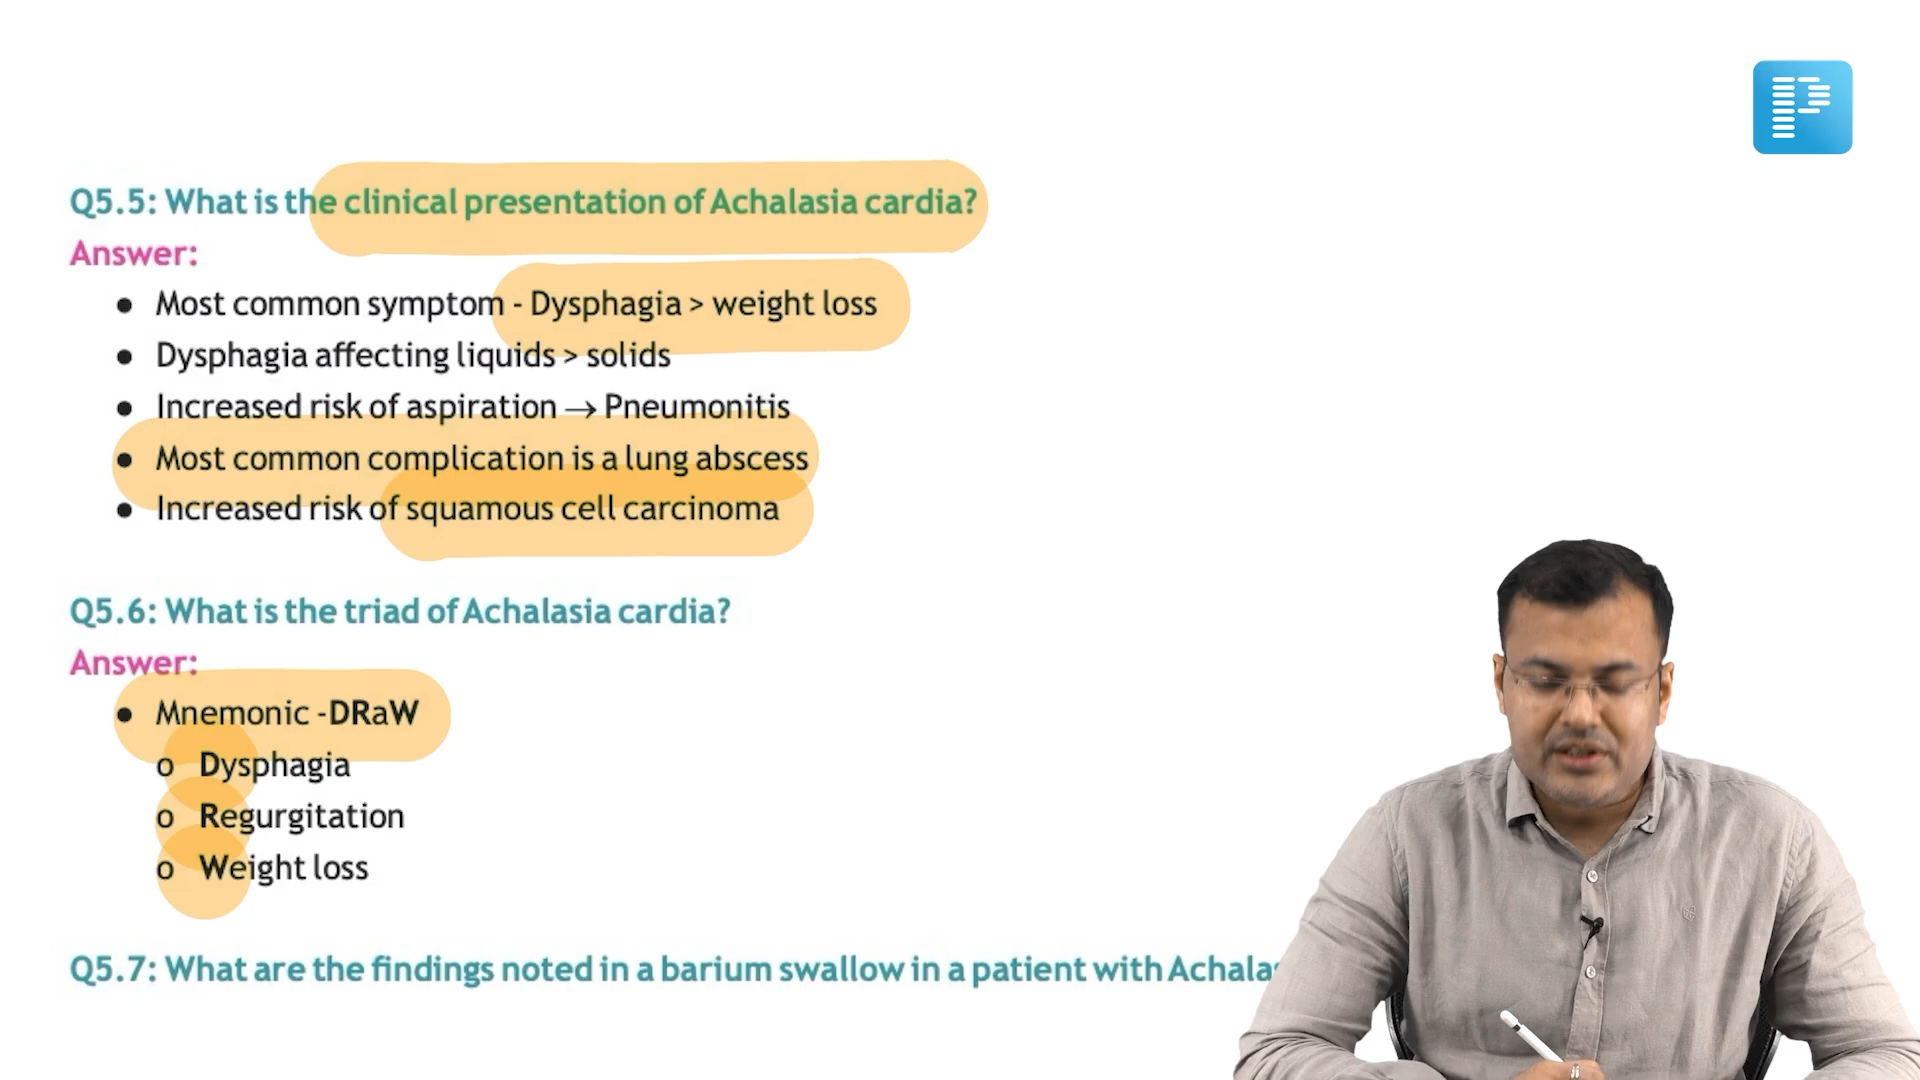 Q5.5: What is the clinical presentation of Achalasia cardia?
Answer:
● Most common symptom - Dysphagia > weight loss
● Dysphagia affecting liquids > solids
● Increased risk of aspiration → Pneumonitis
● Most common complication is a lung abscess
● Increased risk of squamous cell carcinoma
Q5.6: What is the triad of Achalasia cardia?
Answer:
● Mnemonic -DRaW
o Dysphagia
o Regurgitation
o Weight loss
Q5.7: What are the findings noted in a barium swallow in a patient with